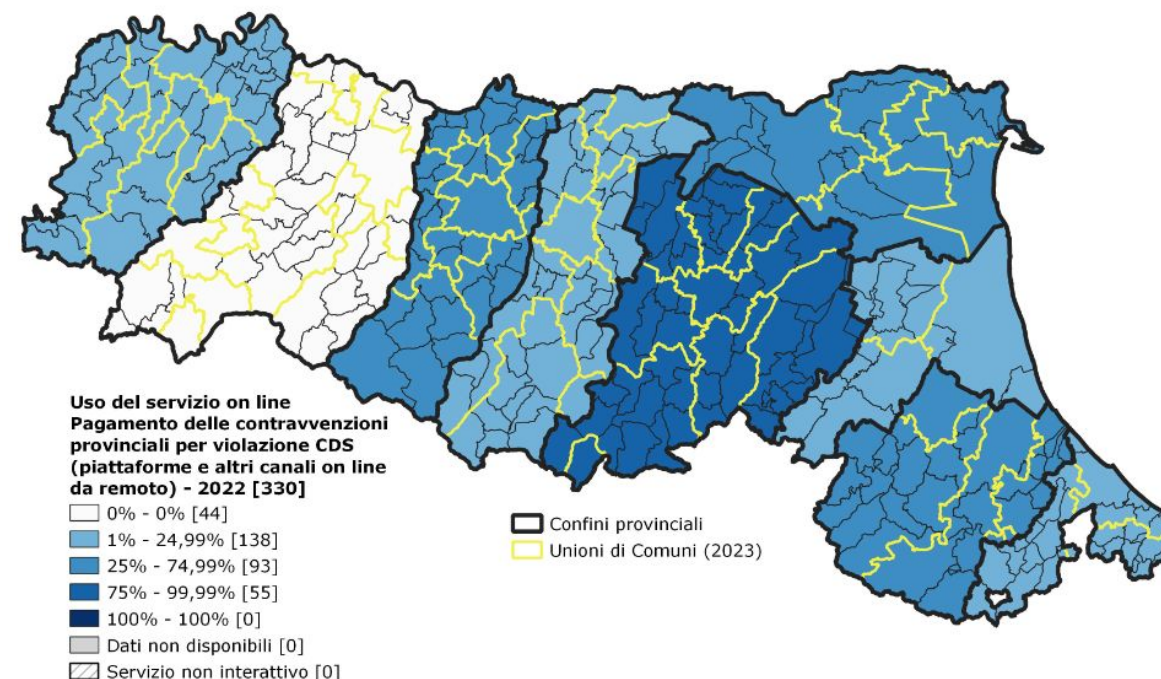 Uso del servizio on line
Pagamento delle contravvenzioni
provinciali per violazione CDS
(piattaforme e altri canali on line
da remoto) - 2022 [330]
0% - 0% [44]
1% - 24,99% [138]
25% - 74,99% [93]
75% - 99,99% [55]
100% - 100% [0]
Dati non disponibili [0]
Servizio non interattivo [0]
Confini provinciali
Unioni di Comuni (2023)